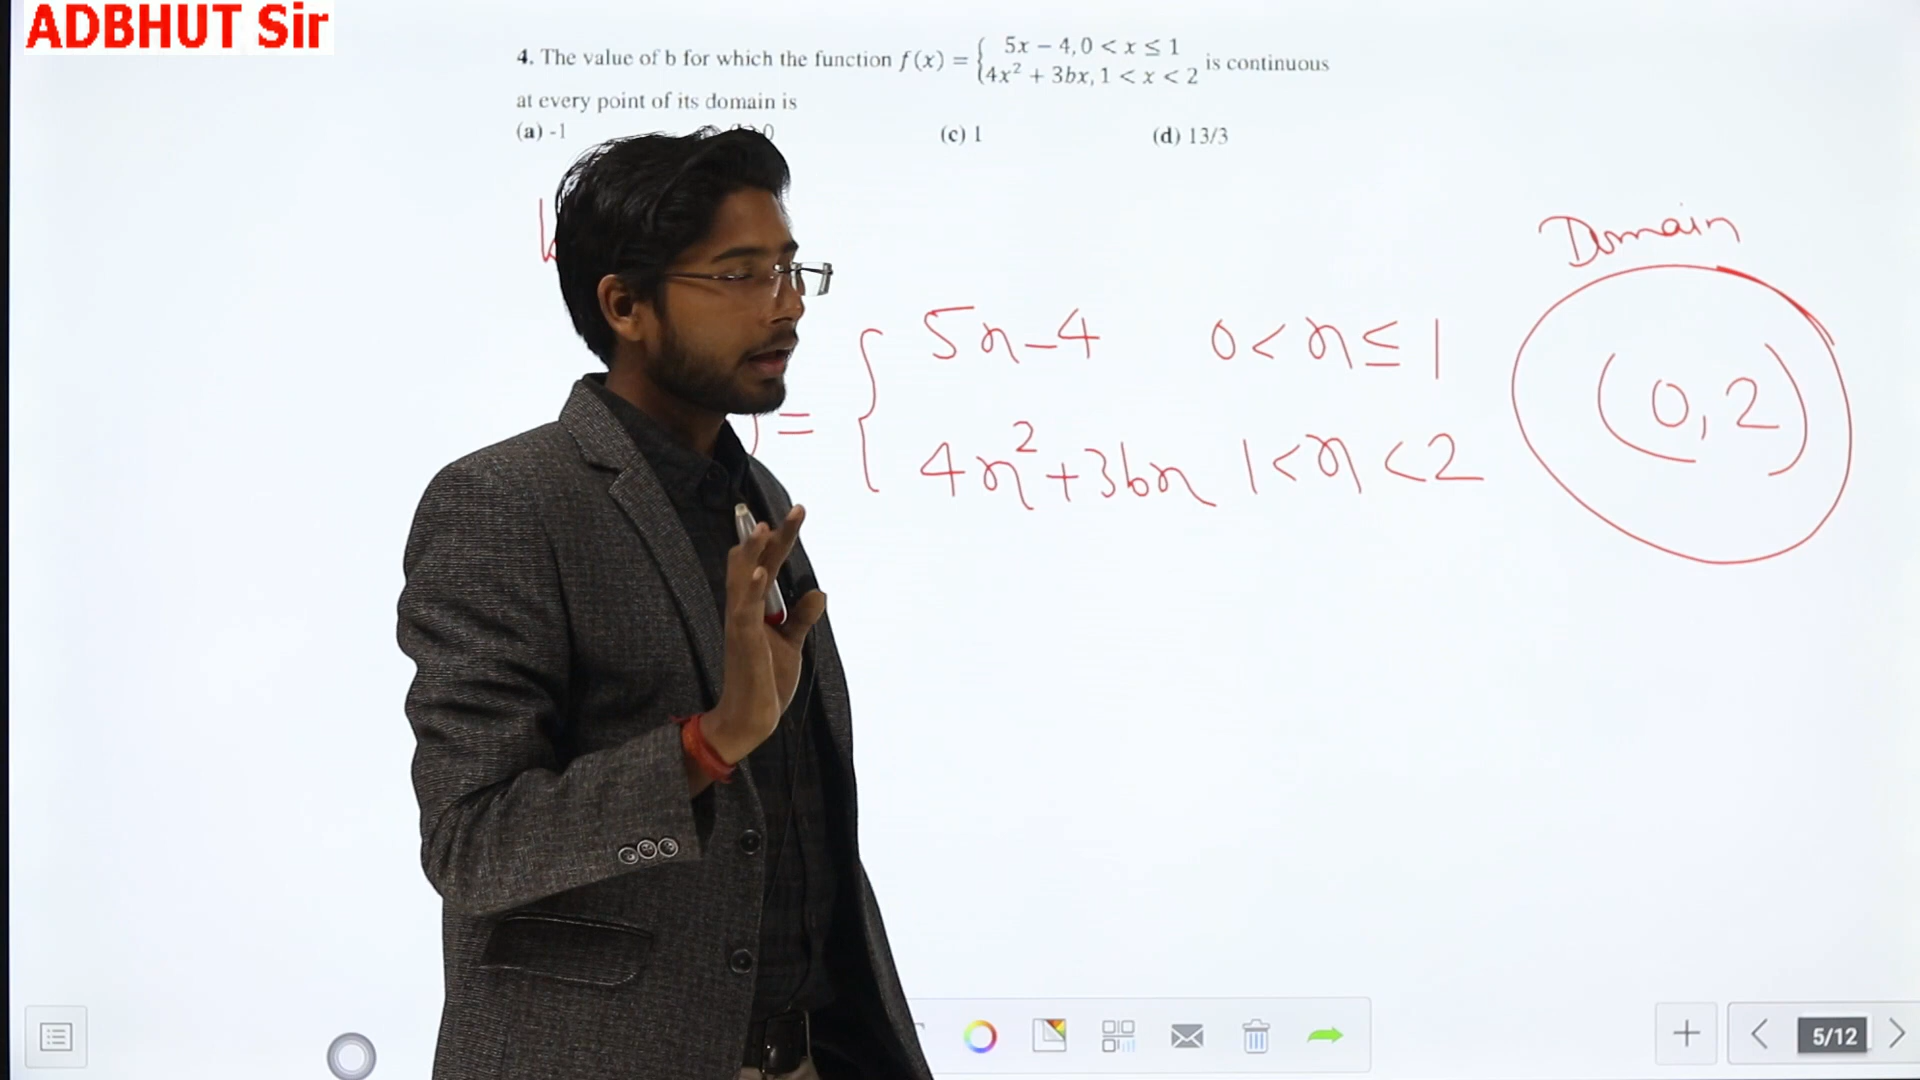 ADBHUT Sir
4. The value of b for which the function f(x) = { 5x − 4, 0 < x ≤ 1
4x² + 3bx, 1 < x < 2 is continuous
at every point of its domain is
(a) -1 0 (c) 1 (d) 13/3
Domain
= { 5x-4 0<x≤1
4x²+3bx 1<x<2
(0,2)
5/12